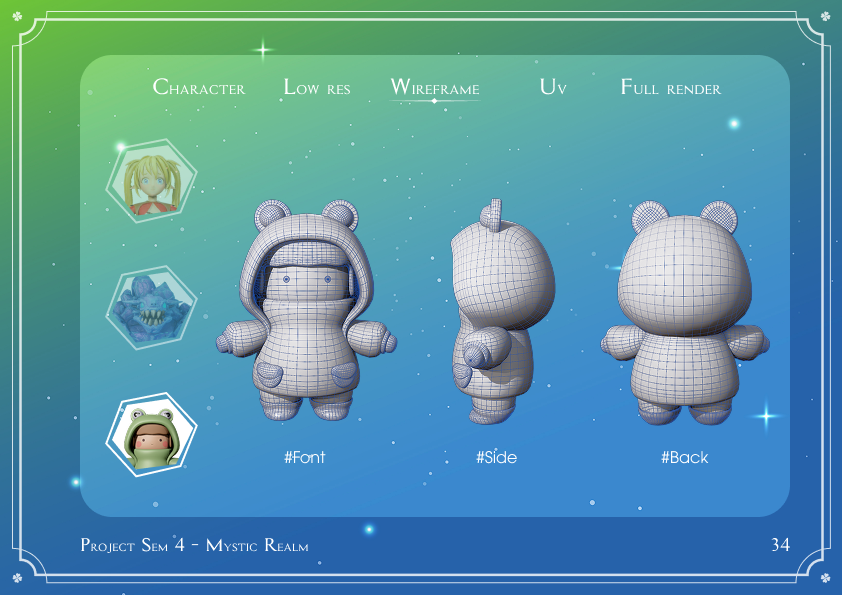 Character Low res Wireframe Uv Full render
#Font #Side #Back
Project Sem 4 - Mystic Realm 34